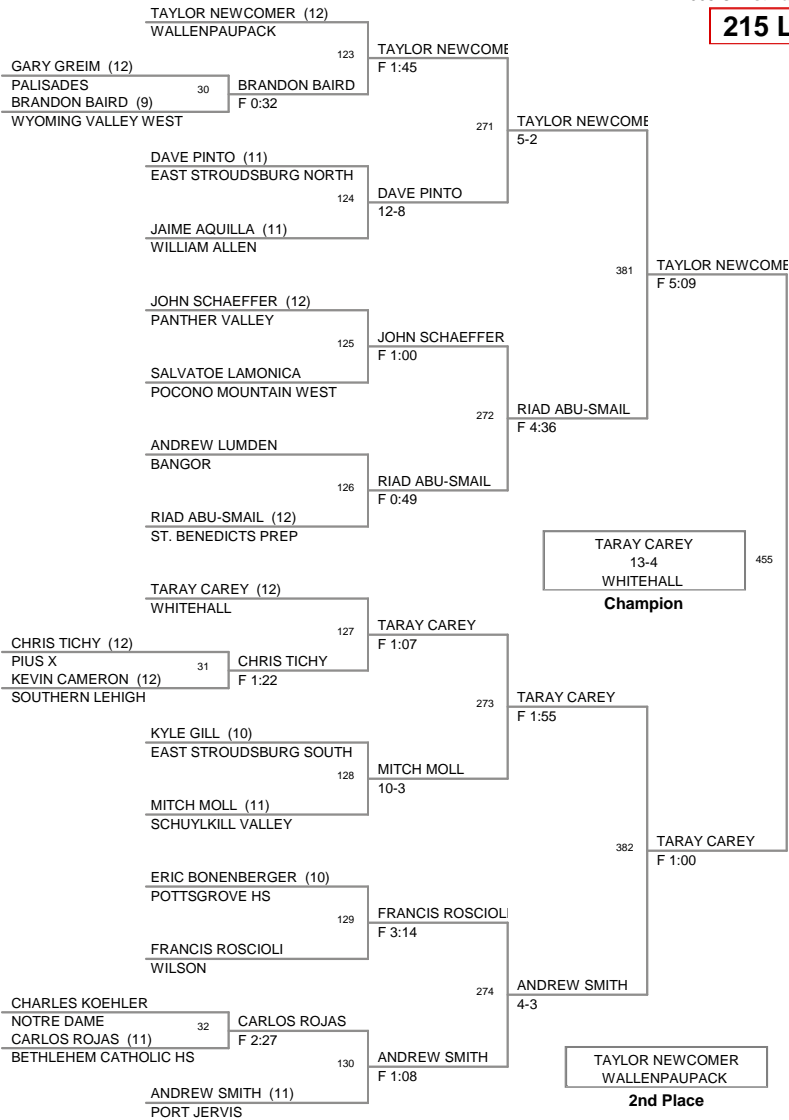 215 L
TAYLOR NEWCOMER (12)
WALLENPAUPACK
123
TAYLOR NEWCOME
F 1:45
GARY GREIM (12)
PALISADES
30
BRANDON BAIRD
BRANDON BAIRD (9)
F 0:32
WYOMING VALLEY WEST
271
TAYLOR NEWCOME
5-2
DAVE PINTO (11)
EAST STROUDSBURG NORTH
124
DAVE PINTO
12-8
JAIME AQUILLA (11)
WILLIAM ALLEN
381
TAYLOR NEWCOME
F 5:09
JOHN SCHAEFFER (12)
PANTHER VALLEY
125
JOHN SCHAEFFER
F 1:00
SALVATOE LAMONICA
POCONO MOUNTAIN WEST
272
RIAD ABU-SMAIL
F 4:36
ANDREW LUMDEN
BANGOR
126
RIAD ABU-SMAIL
F 0:49
RIAD ABU-SMAIL (12)
ST. BENEDICTS PREP
TARAY CAREY
13-4
WHITEHALL
455
Champion
TARAY CAREY (12)
WHITEHALL
127
TARAY CAREY
F 1:07
CHRIS TICHY (12)
PIUS X
31
CHRIS TICHY
KEVIN CAMERON (12)
F 1:22
SOUTHERN LEHIGH
273
TARAY CAREY
F 1:55
KYLE GILL (10)
EAST STROUDSBURG SOUTH
128
MITCH MOLL
10-3
MITCH MOLL (11)
SCHUYLKILL VALLEY
382
TARAY CAREY
F 1:00
ERIC BONENBERGER (10)
POTTSGROVE HS
129
FRANCIS ROSCIOLI
F 3:14
FRANCIS ROSCIOLI
WILSON
274
ANDREW SMITH
4-3
CHARLES KOEHLER
NOTRE DAME
32
CARLOS ROJAS
CARLOS ROJAS (11)
F 2:27
BETHLEHEM CATHOLIC HS
130
ANDREW SMITH
F 1:08
ANDREW SMITH (11)
PORT JERVIS
TAYLOR NEWCOMER
WALLENPAUPACK
2nd Place